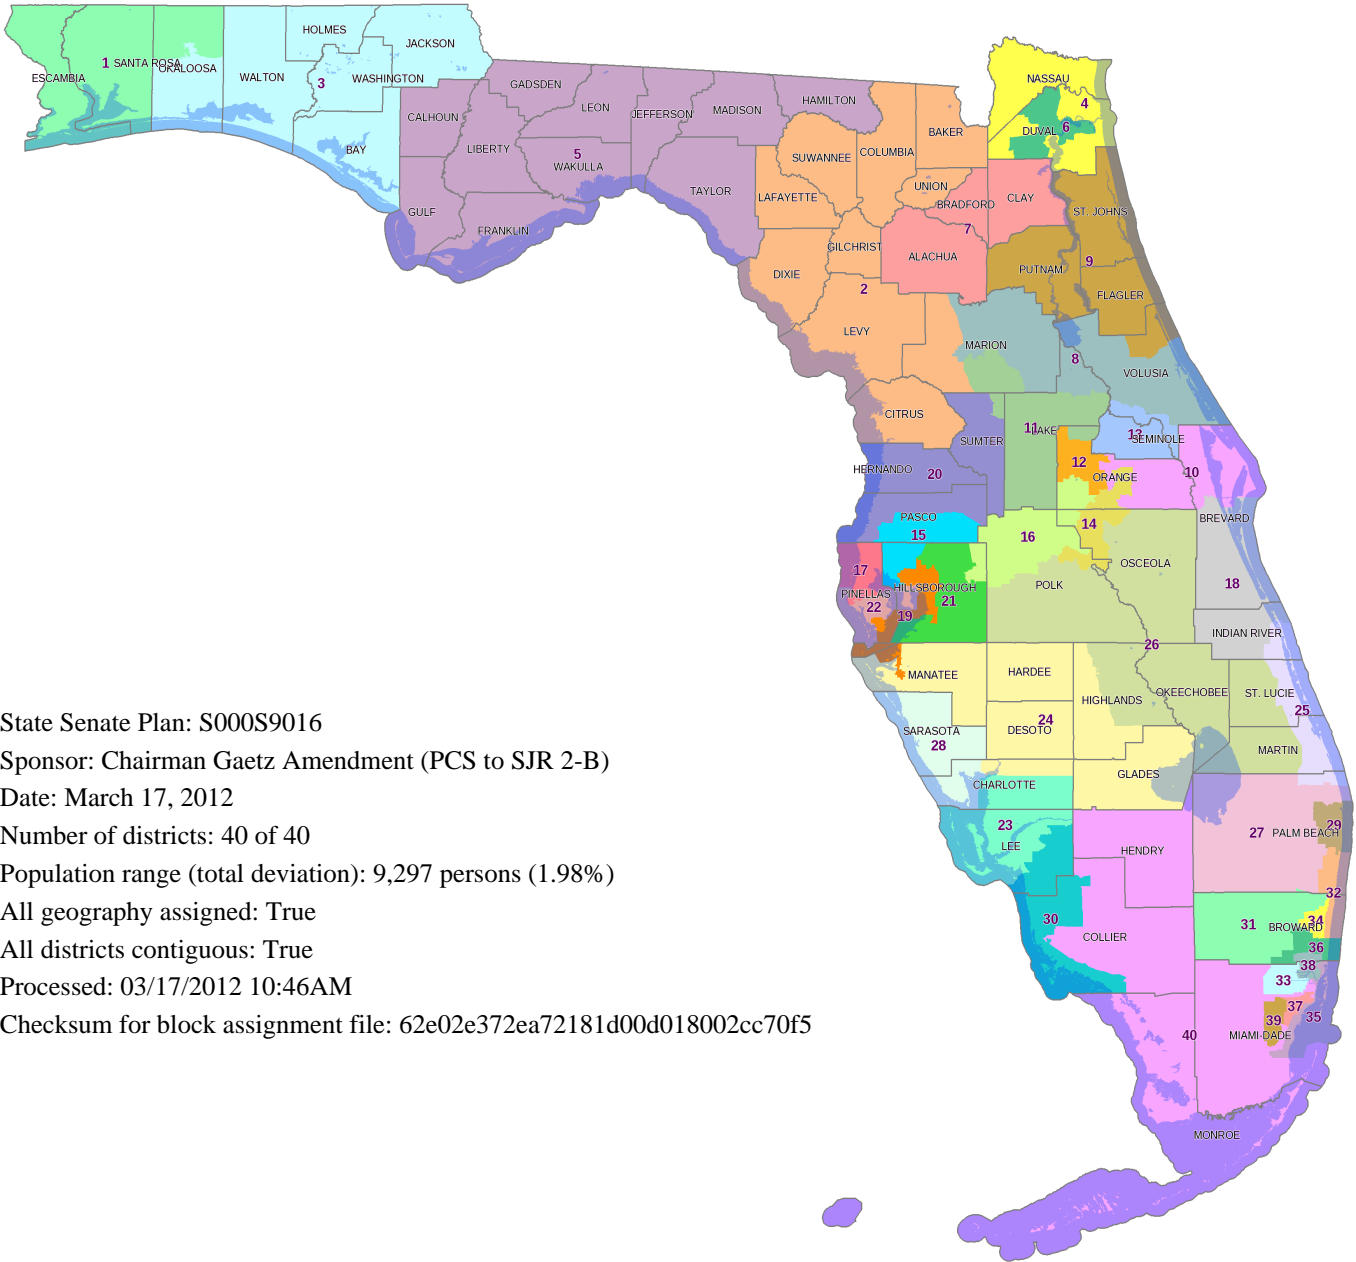 HOLMES
JACKSON
1 SANTA ROSA
OKALOOSA
ESCAMBIA
WALTON
3
WASHINGTON
BAY
GADSDEN
CALHOUN
LEON
JEFFERSON
MADISON
HAMILTON
LIBERTY
5
WAKULLA
TAYLOR
GULF
FRANKLIN
NASSAU
4
DUVAL
6
BAKER
COLUMBIA
SUWANNEE
UNION
LAFAYETTE
BRADFORD
CLAY
ST. JOHNS
7
GILCHRIST
ALACHUA
DIXIE
PUTNAM
9
2
FLAGLER
LEVY
MARION
8
VOLUSIA
CITRUS
SUMTER
11
LAKE
13
SEMINOLE
HERNANDO
20
12
ORANGE
10
PASCO
15
14
16
BREVARD
OSCEOLA
17
PINELLAS
HILLSBOROUGH
22
21
19
POLK
18
INDIAN RIVER
26
MANATEE
HARDEE
HIGHLANDS
OKEECHOBEE
ST. LUCIE
25
SARASOTA
28
DESOTO
24
MARTIN
CHARLOTTE
GLADES
23
LEE
HENDRY
27
PALM BEACH
29
32
30
COLLIER
31
BROWARD
34
36
38
33
37
35
39
MIAMI-DADE
40
MONROE
State Senate Plan: S000S9016
Sponsor: Chairman Gaetz Amendment (PCS to SJR 2-B)
Date: March 17, 2012
Number of districts: 40 of 40
Population range (total deviation): 9,297 persons (1.98%)
All geography assigned: True
All districts contiguous: True
Processed: 03/17/2012 10:46AM
Checksum for block assignment file: 62e02e372ea72181d00d018002cc70f5